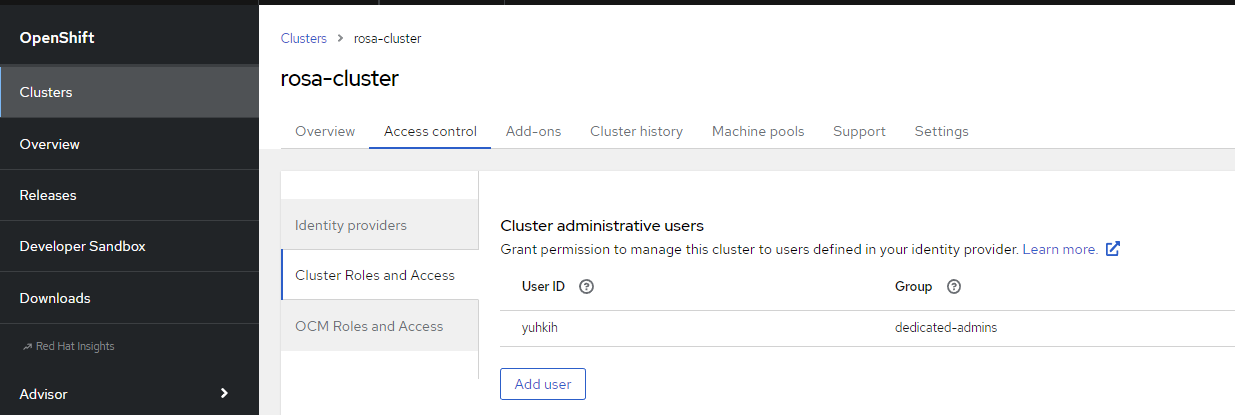 OpenShift
Clusters
Overview
Releases
Developer Sandbox
Downloads
Red Hat Insights
Advisor
Clusters > rosa-cluster
rosa-cluster
Overview Access control Add-ons Cluster history Machine pools Support Settings
Identity providers
Cluster Roles and Access
OCM Roles and Access
Cluster administrative users
Grant permission to manage this cluster to users defined in your identity provider. Learn more.
User ID Group
yuhkih dedicated-admins
Add user